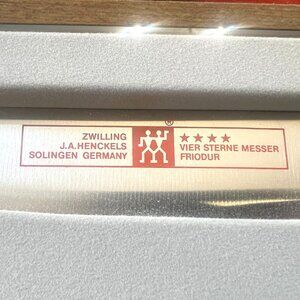 ZWILLING
J.A.HENCKELS
SOLINGEN GERMANY
®
★★★★
VIER STERNE MESSER
FRIODUR